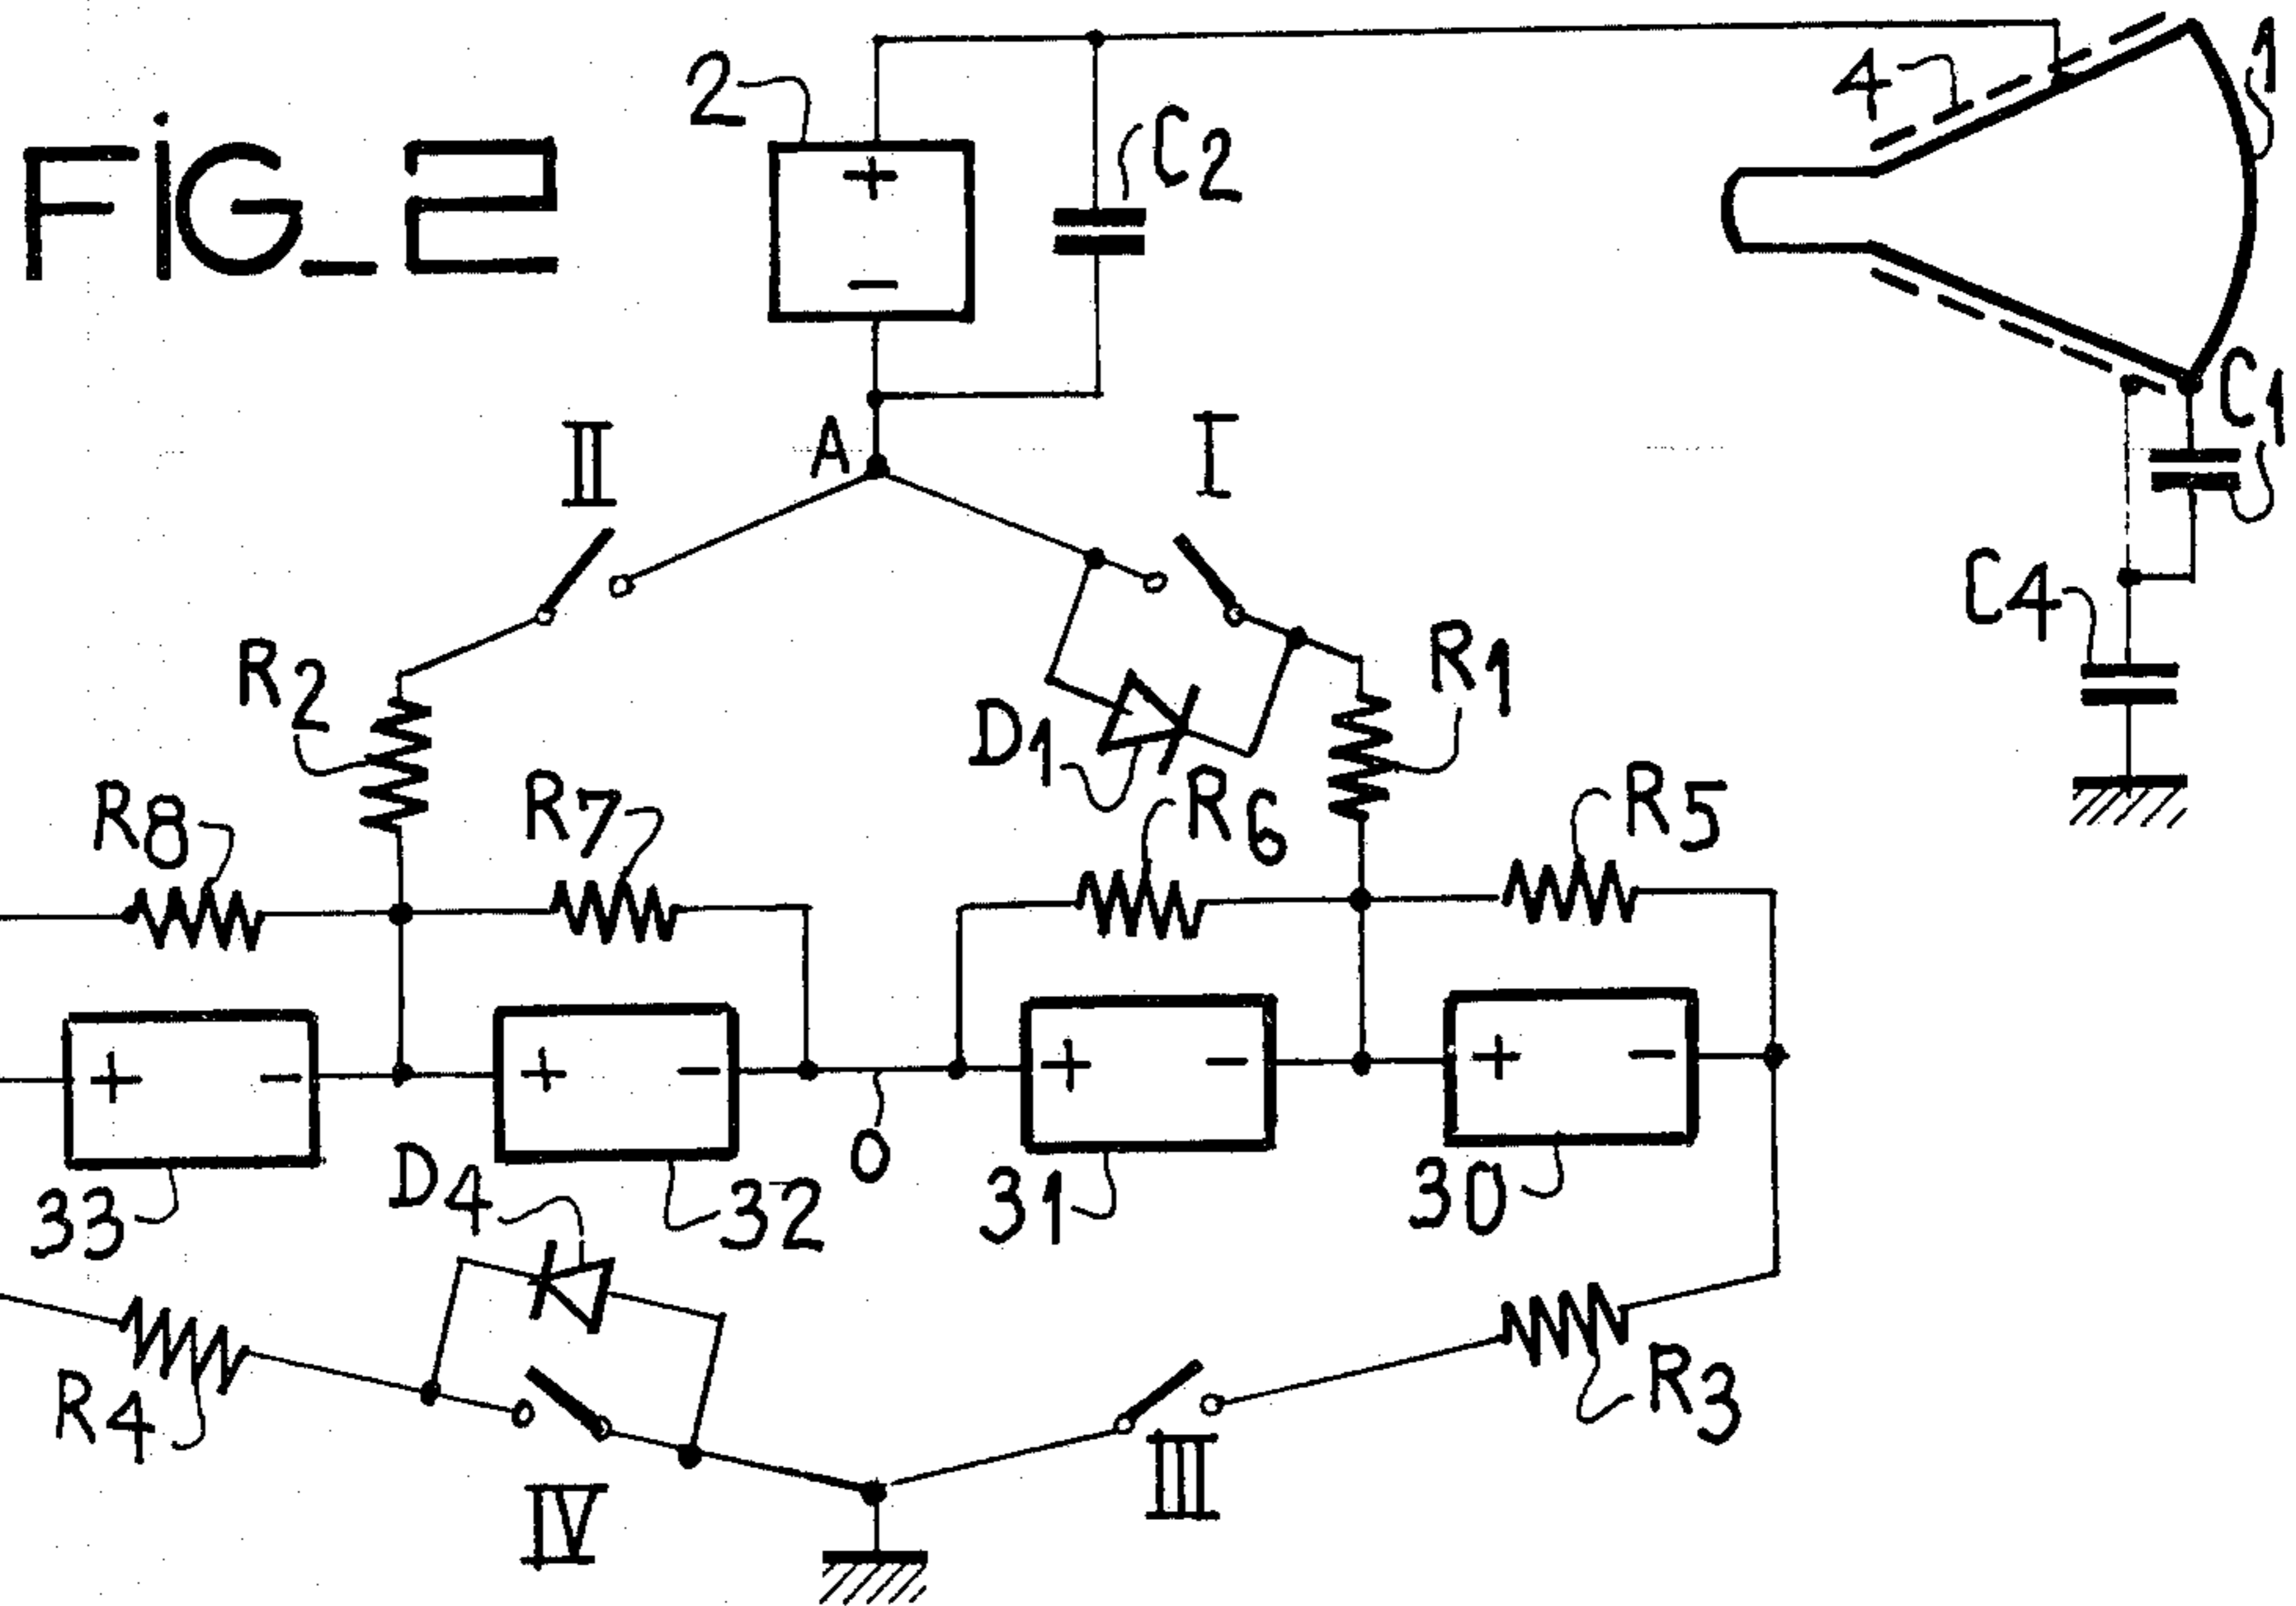 FIG_2
2
C2
4
1
C1
A
II
I
C4
R2
R1
D1
R8
R7
R6
R5
+
-
+ -
+ -
+ -
+ -
33
D4
32
O
31
30
R4
R3
IV
III